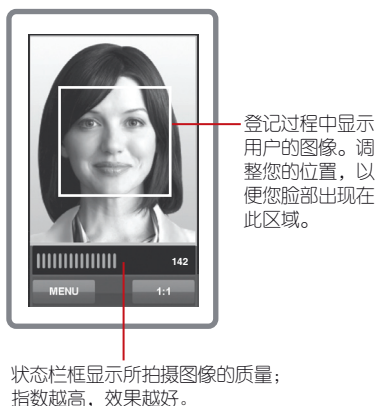 登记过程中显示
用户的图像。调
整您的位置，以
便您脸部出现在
此区域。
142
MENU 1:1
状态栏框显示所拍摄图像的质量；
指数越高，效果越好。